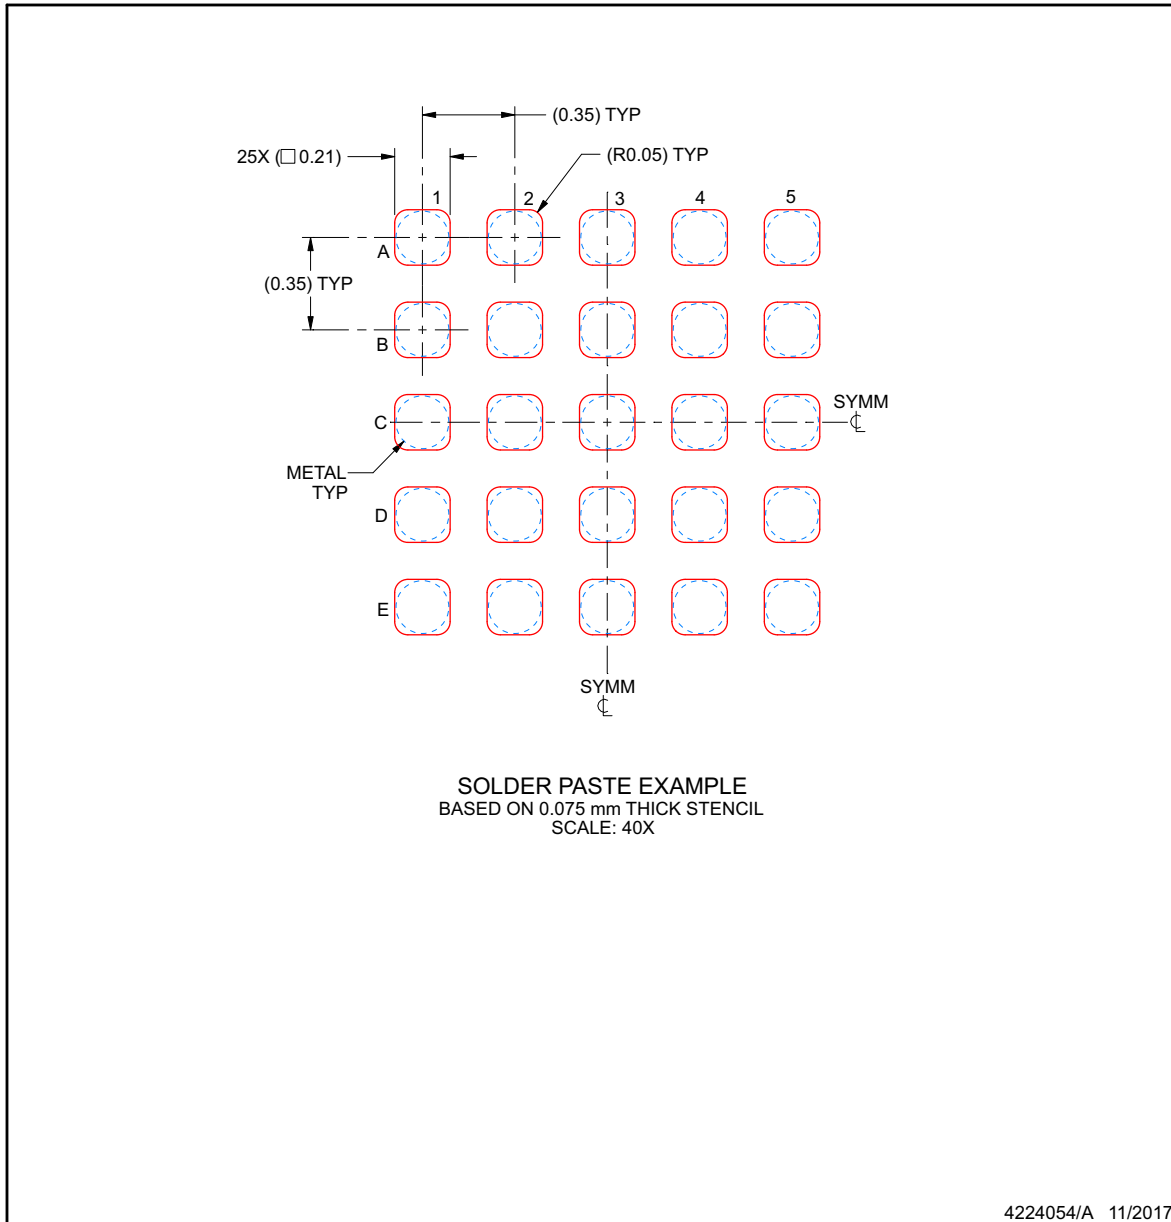 (0.35) TYP
25X (□0.21)
(R0.05) TYP
1 2 3 4 5
A
(0.35) TYP
B
SYMM
℄
C
METAL
TYP
D
E
SYMM
℄
SOLDER PASTE EXAMPLE
BASED ON 0.075 mm THICK STENCIL
SCALE: 40X
4224054/A 11/2017